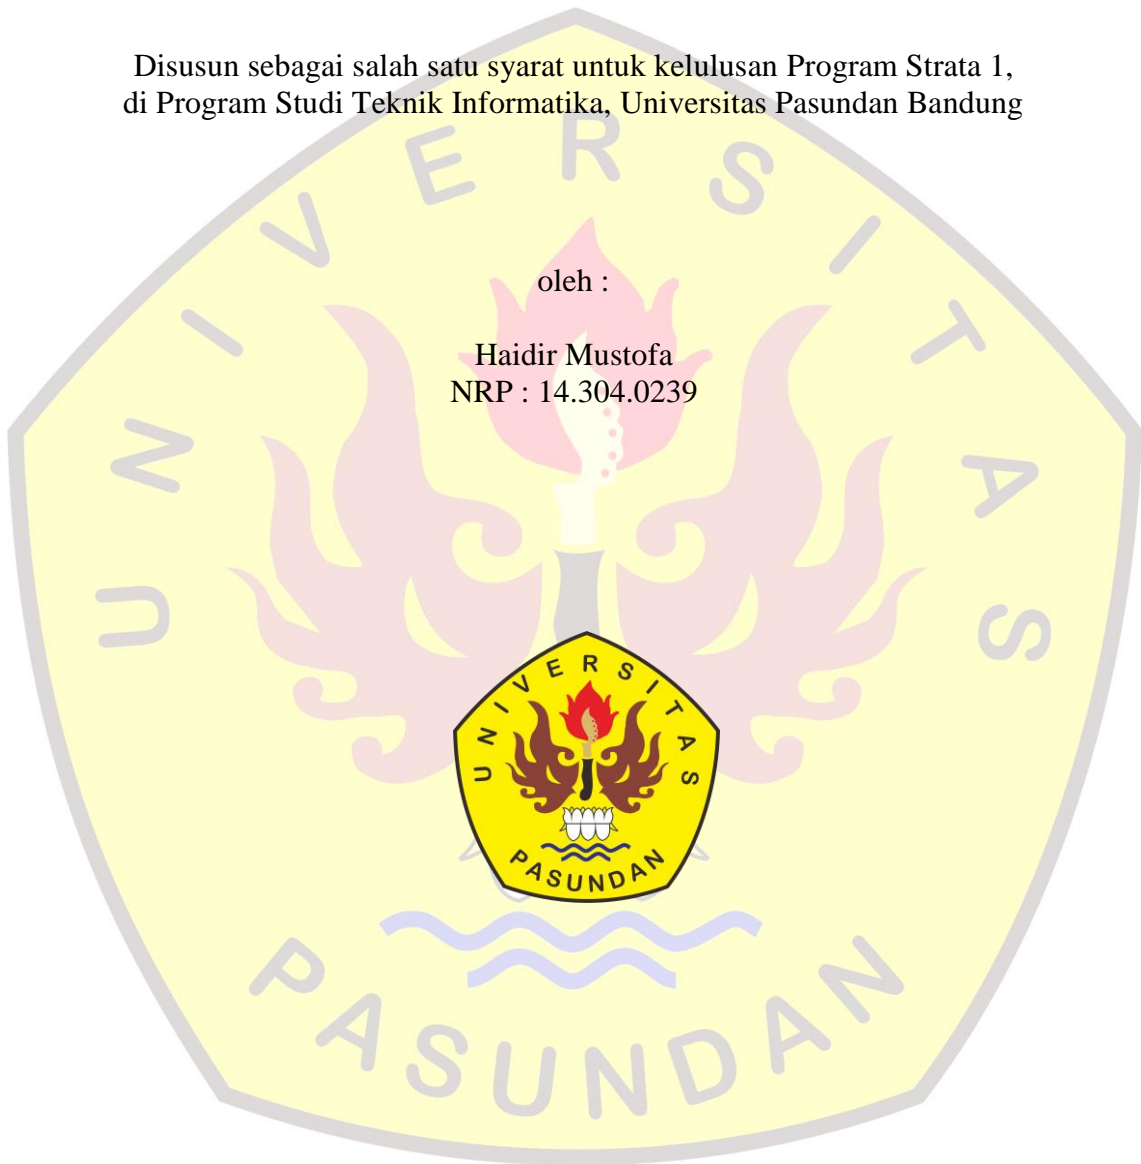 Disusun sebagai salah satu syarat untuk kelulusan Program Strata 1,
di Program Studi Teknik Informatika, Universitas Pasundan Bandung
oleh :
Haidir Mustofa
NRP : 14.304.0239
UNIVERSITAS
PASUNDAN
UNIVERSITAS
PASUNDAN